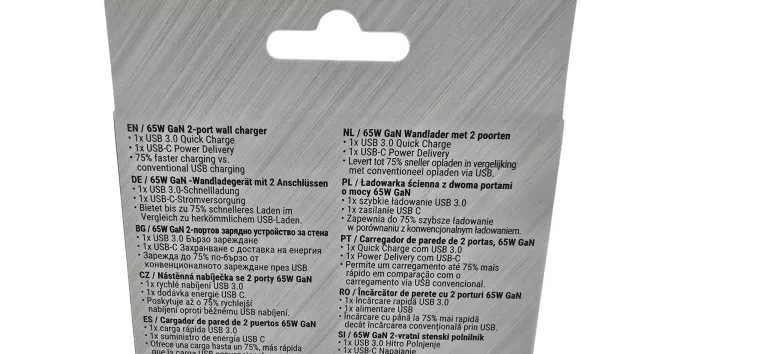 EN / 65W GaN 2-port wall charger
• 1x USB 3.0 Quick Charge
• 1x USB-C Power Delivery
• 75% faster charging vs.
conventional USB charging
DE / 65W GaN -Wandladegerät mit 2 Anschlüssen
• 1x USB 3.0-Schnellladung
• 1x USB-C-Stromversorgung
• Bietet bis zu 75% schnelleres Laden im
Vergleich zu herkömmlichem USB-Laden.
BG / 65W GaN 2-портов зарядно устройство за стена
• 1x USB 3.0 Бързо зареждане
• 1x USB-C Захранване с доставка на енергия
• Зарежда до 75% по-бързо от
конвенционалното зареждане през USB
CZ / Nástěnná nabíječka se 2 porty 65W GaN
• 1x rychlé nabíjení USB 3.0
• 1x dodávka energie USB C.
• Poskytuje až o 75% rychlejší
nabíjení oproti běžnému USB nabíjení.
ES / Cargador de pared de 2 puertos 65W GaN
• 1x carga rápida USB 3.0
• 1x suministro de energía USB C
• Ofrece una carga hasta un 75%, más rápida
que la carga USB convencional
NL / 65W GaN Wandlader met 2 poorten
• 1x USB 3.0 Quick Charge
• 1x USB-C Power Delivery
• Levert tot 75% sneller opladen in vergelijking
met conventioneel opladen via USB.
PL / Ładowarka ścienna z dwoma portami
o mocy 65W GaN
• 1x szybkie ładowanie USB 3.0
• 1x zasilanie USB C
• Zapewnia do 75% szybsze ładowanie
w porównaniu z konwencjonalnym ładowaniem.
PT / Carregador de parede de 2 portas, 65W GaN
• 1x Quick Charge com USB 3.0
• 1x Power Delivery com USB-C
• Permite um carregamento até 75% mais
rápido em comparação com o
carregamento via USB convencional.
RO / Încărcător de perete cu 2 porturi 65W GaN
• 1x încărcare rapidă USB 3.0
• 1x alimentare USB
• Încărcare cu până la 75% mai rapidă
decât încărcarea convențională prin USB.
SI / 65W GaN 2-vratni stenski polnilnik
• 1x USB 3.0 Hitro Polnjenje
• 1x USB-C Napajanje